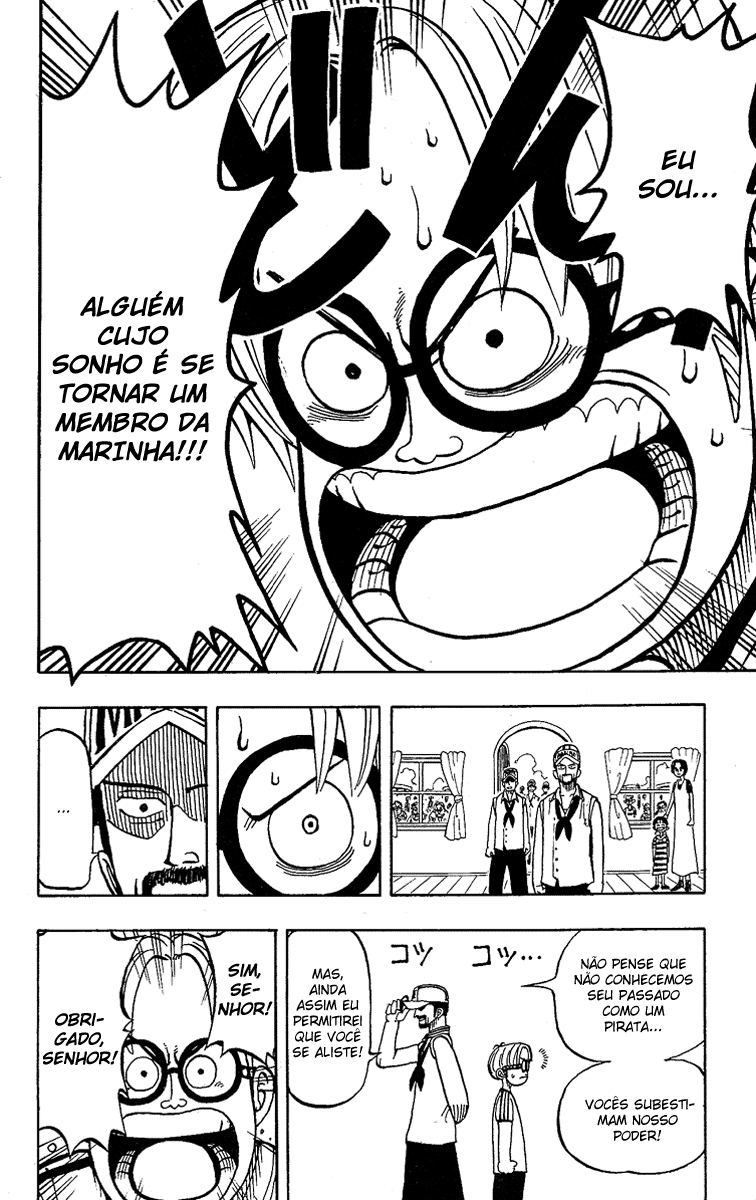 EU
SOU...
ALGUÉM
CUJO
SONHO É SE
TORNAR UM
MEMBRO DA
MARINHA!!!
...
NÃO PENSE QUE
NÃO CONHECEMOS
SEU PASSADO
COMO UM
PIRATA...
VOCÊS SUBESTI-
MAM NOSSO
PODER!
コツ コツ...
MAS,
AINDA
ASSIM EU
PERMITIREI
QUE VOCÊ
SE ALISTE!
SIM,
SE-
NHOR!
OBRI-
GADO,
SENHOR!